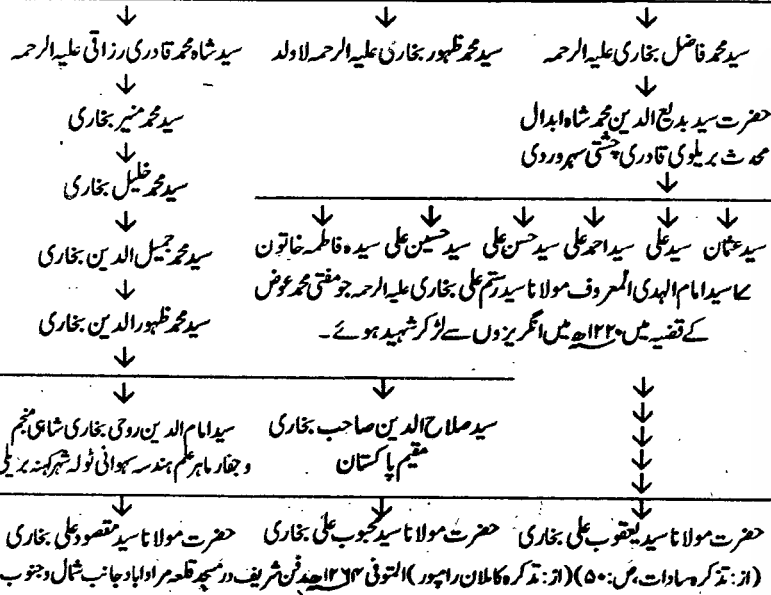 سید محمد فاضل بخاری علیہ الرحمہ سید محمد ظہور بخاری علیہ الرحمہ لاولد سید شاہ محمد قادری رزاقی علیہ الرحمہ
حضرت سید بدیع الدین محمد شاہ ابدال
محدث بریلوی قادری چشتی سہروردی
سید محمد منیر بخاری
سید محمد خلیل بخاری
سید محمد جمیل الدین بخاری
سید محمد ظہور الدین بخاری
سید عثمان سید علی سید احمد علی سید حسن علی سید حسین علی سیدہ فاطمہ خاتون
سید امام الہدی المعروف مولانا سید رستم علی بخاری علیہ الرحمہ جو مفتی محمد عوض
کے قضیہ میں ۱۲۲۰ھ میں انگریزوں سے لڑ کر شہید ہوئے۔
سید صلاح الدین صاحب بخاری
مقیم پاکستان
سید امام الدین روحی بخاری شاہی منجم
و جفار ماہر علم ہندسہ سہوانی ٹولہ شہر کہنہ بریلی
حضرت مولانا سید یعقوب علی بخاری حضرت مولانا سید محبوب علی بخاری حضرت مولانا سید مقصود علی بخاری
(از: تذکرہ سادات، ص: ۵۰) (از: تذکرہ کاملان رامپور) المتوفی ۱۲۶۴ھ مدفن شریف در مسجد قلعہ مراداباد جانب شمال و جنوب